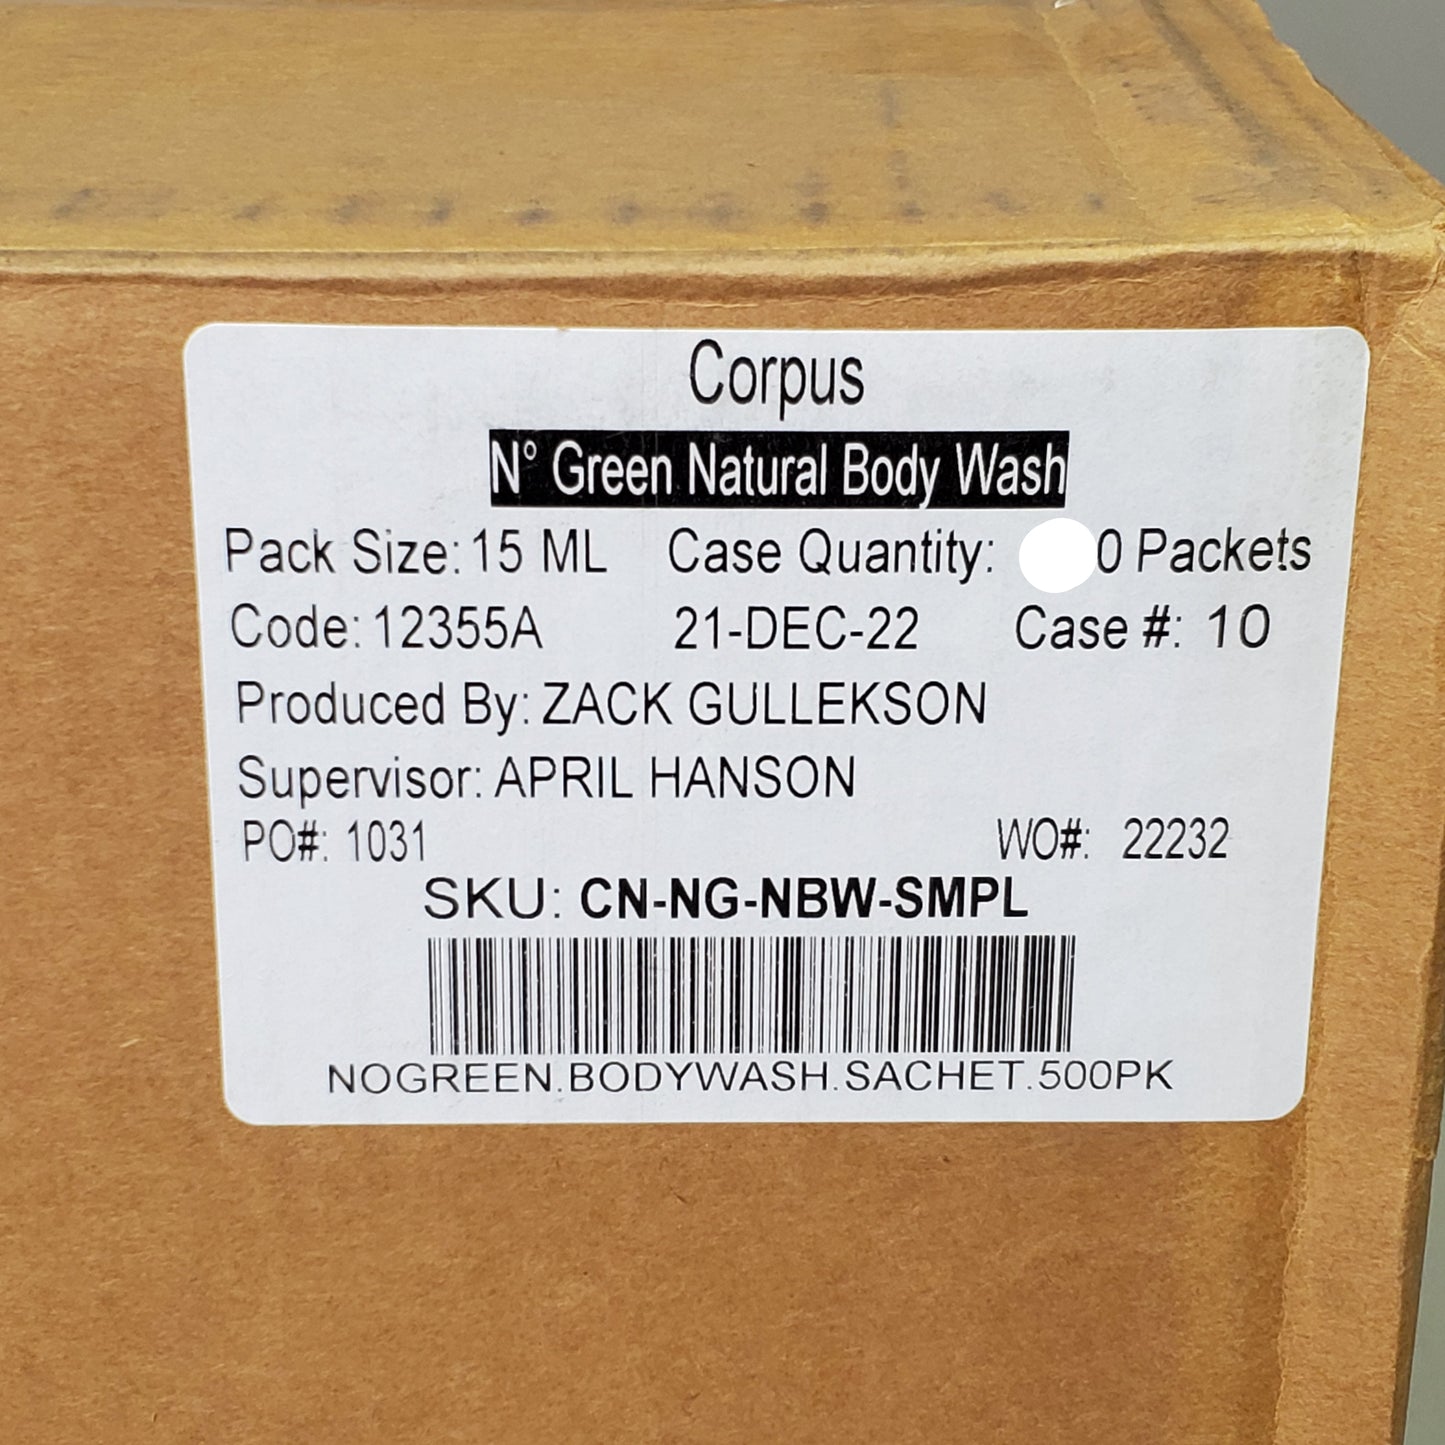 Corpus
N° Green Natural Body Wash
Pack Size: 15 ML Case Quantity: Packets
Code: 12355A 21-DEC-22 Case #: 10
Produced By: ZACK GULLEKSON
Supervisor: APRIL HANSON
PO#: 1031 WO#: 22232
SKU: CN-NG-NBW-SMPL
NOGREEN.BODYWASH.SACHET.500PK